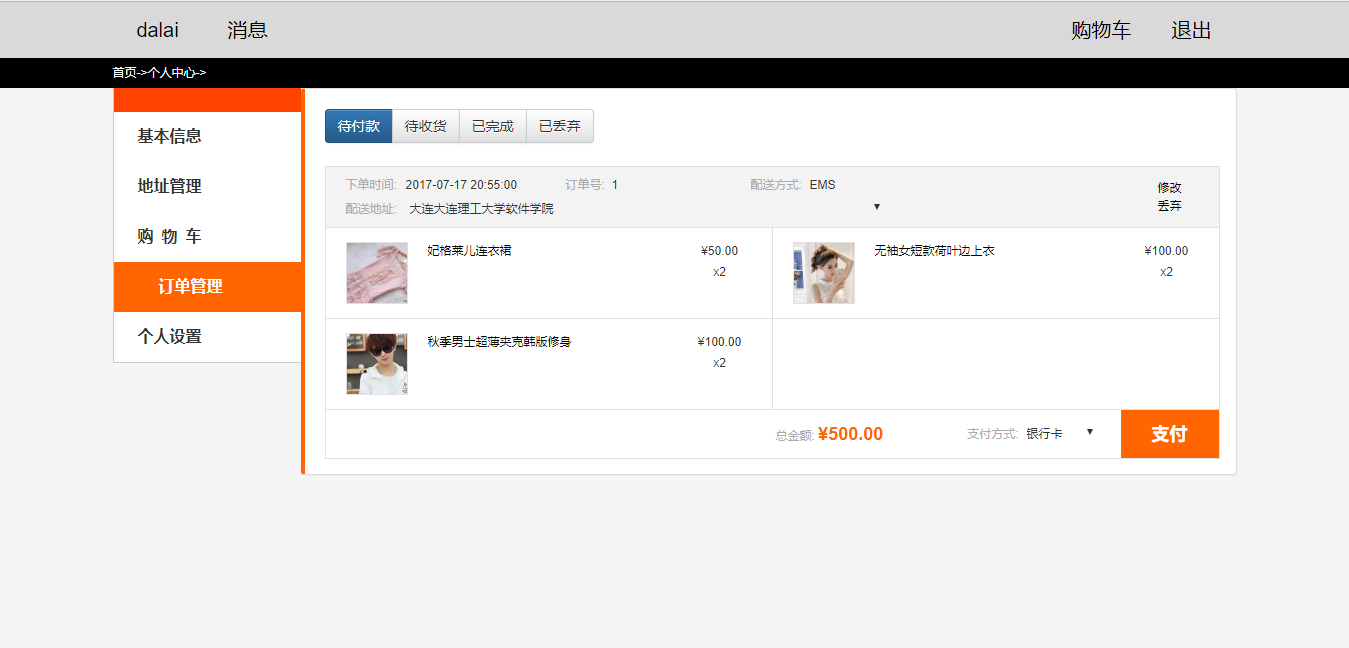 dalai 消息 购物车 退出
首页->个人中心->
基本信息
地址管理
购 物 车
订单管理
个人设置
待付款 待收货 已完成 已丢弃
下单时间: 2017-07-17 20:55:00 订单号: 1 配送方式: EMS 修改
配送地址: 大连大连理工大学软件学院 ▼ 丢弃
妃格莱儿连衣裙 ¥50.00
x2
无袖女短款荷叶边上衣 ¥100.00
x2
秋季男士超薄夹克韩版修身 ¥100.00
x2
总金额: ¥500.00 支付方式: 银行卡 ▼ 支付